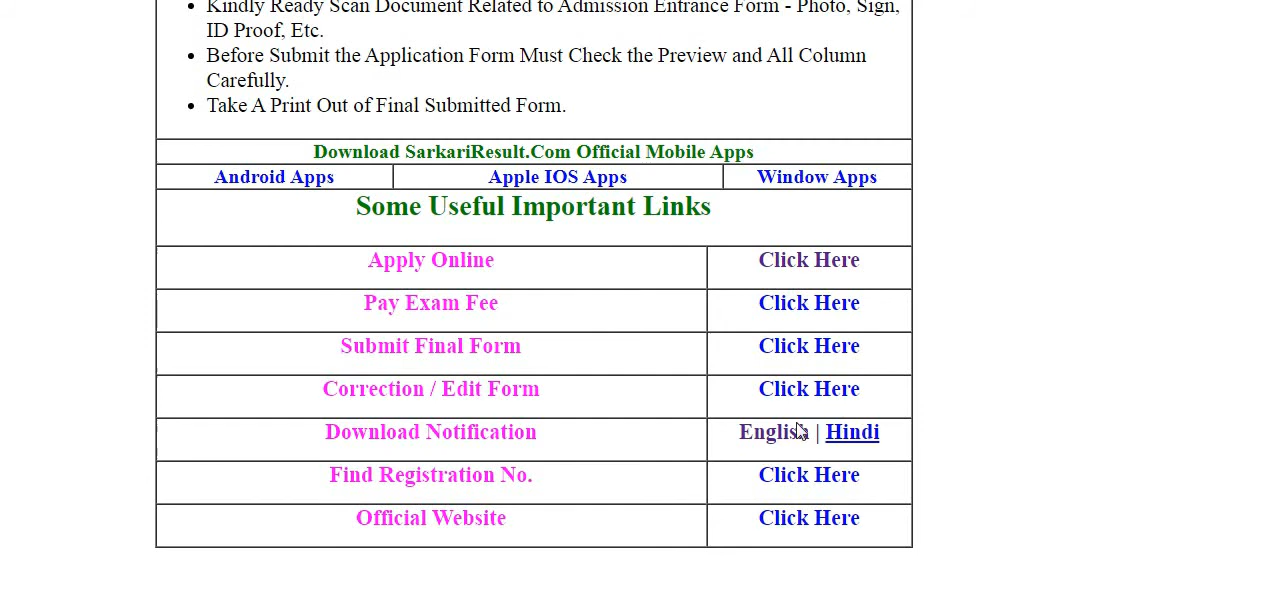 Kindly Ready Scan Document Related to Admission Entrance Form - Photo, Sign,
ID Proof, Etc.
Before Submit the Application Form Must Check the Preview and All Column
Carefully.
Take A Print Out of Final Submitted Form.
Download SarkariResult.Com Official Mobile Apps
Android Apps Apple IOS Apps Window Apps
Some Useful Important Links
Apply Online Click Here
Pay Exam Fee Click Here
Submit Final Form Click Here
Correction / Edit Form Click Here
Download Notification English | Hindi
Find Registration No. Click Here
Official Website Click Here